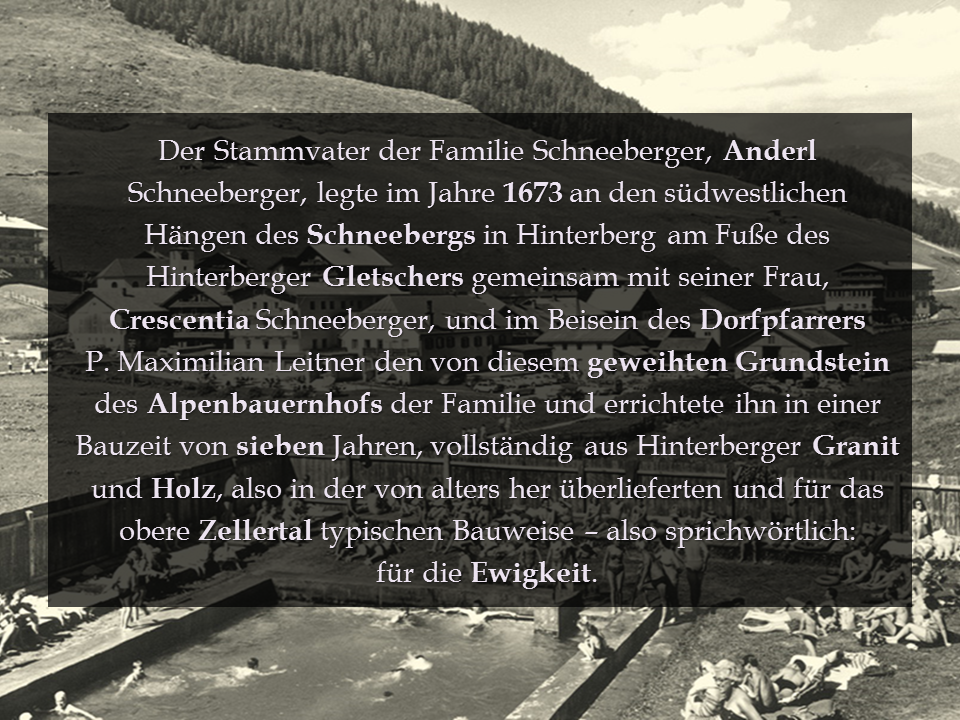 Der Stammvater der Familie Schneeberger, Anderl
Schneeberger, legte im Jahre 1673 an den südwestlichen
Hängen des Schneebergs in Hinterberg am Fuße des
Hinterberger Gletschers gemeinsam mit seiner Frau,
Crescentia Schneeberger, und im Beisein des Dorfpfarrers
P. Maximilian Leitner den von diesem geweihten Grundstein
des Alpenbauernhofs der Familie und errichtete ihn in einer
Bauzeit von sieben Jahren, vollständig aus Hinterberger Granit
und Holz, also in der von alters her überlieferten und für das
obere Zellertal typischen Bauweise – also sprichwörtlich:
für die Ewigkeit.